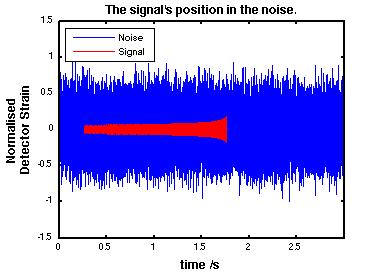 The signal's position in the noise.
1.5
Noise
Signal
1
0.5
0
-0.5
-1
-1.5
Normalised
Detector Strain
0 0.5 1 1.5 2 2.5
time /s